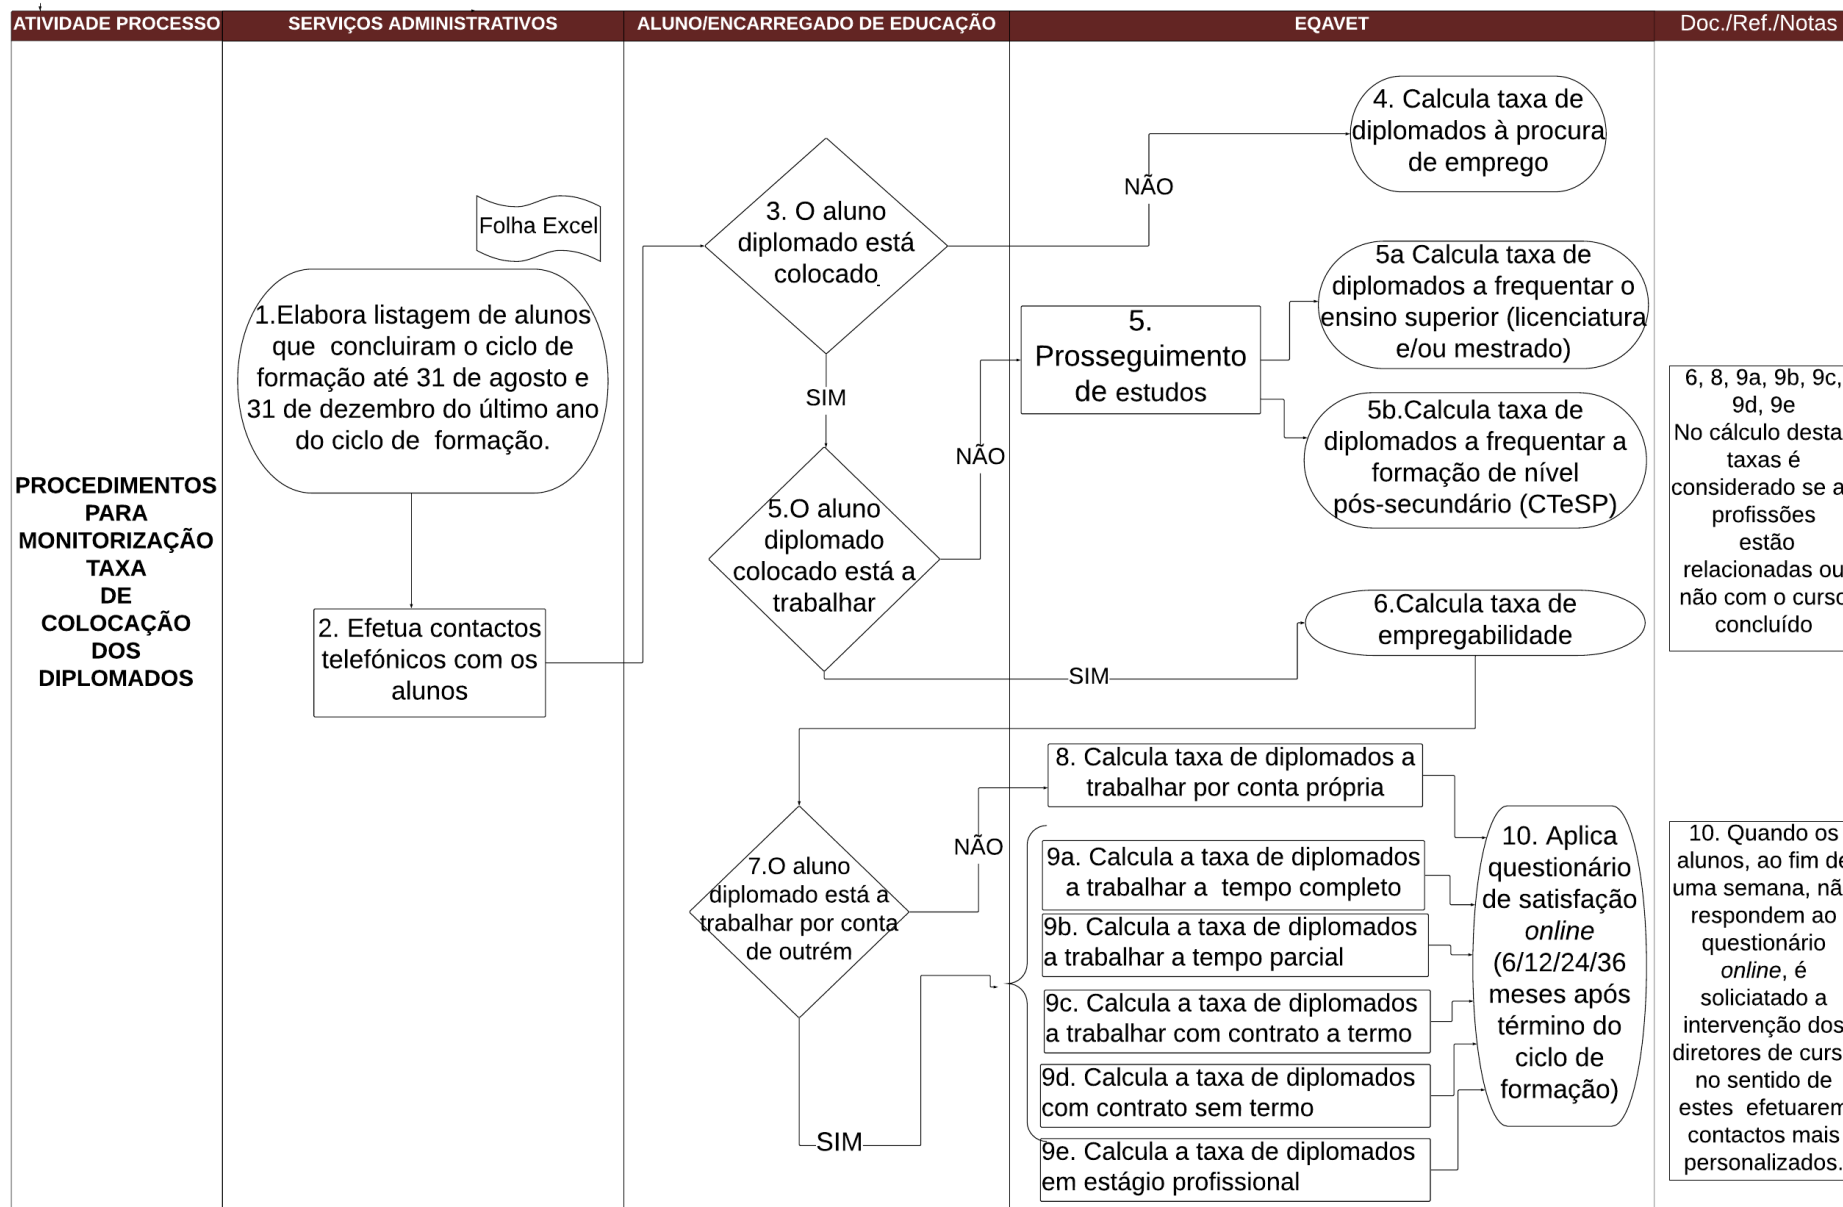 ATIVIDADE PROCESSO
SERVIÇOS ADMINISTRATIVOS
ALUNO/ENCARREGADO DE EDUCAÇÃO
EQAVET
Doc./Ref./Notas
PROCEDIMENTOS
PARA
MONITORIZAÇÃO
TAXA
DE
COLOCAÇÃO
DOS
DIPLOMADOS
Folha Excel
1.Elabora listagem de alunos
que concluiram o ciclo de
formação até 31 de agosto e
31 de dezembro do último ano
do ciclo de formação.
2. Efetua contactos
telefónicos com os
alunos
3. O aluno
diplomado está
colocado
NÃO
4. Calcula taxa de
diplomados à procura
de emprego
SIM
5.O aluno
diplomado
colocado está a
trabalhar
NÃO
5.
Prosseguimento
de estudos
5a Calcula taxa de
diplomados a frequentar o
ensino superior (licenciatura
e/ou mestrado)
5b.Calcula taxa de
diplomados a frequentar a
formação de nível
pós-secundário (CTeSP)
SIM
6.Calcula taxa de
empregabilidade
7.O aluno
diplomado está a
trabalhar por conta
de outrém
NÃO
8. Calcula taxa de diplomados a
trabalhar por conta própria
SIM
9a. Calcula a taxa de diplomados
a trabalhar a tempo completo
9b. Calcula a taxa de diplomados
a trabalhar a tempo parcial
9c. Calcula a taxa de diplomados
a trabalhar com contrato a termo
9d. Calcula a taxa de diplomados
com contrato sem termo
9e. Calcula a taxa de diplomados
em estágio profissional
10. Aplica
questionário
de satisfação
online
(6/12/24/36
meses após
término do
ciclo de
formação)
6, 8, 9a, 9b, 9c,
9d, 9e
No cálculo desta
taxas é
considerado se a
profissões
estão
relacionadas ou
não com o curso
concluído
10. Quando os
alunos, ao fim de
uma semana,
respondem ao
questionário
online, é
soliciatado a
intervenção dos
diretores de
no sentido de
estes efetuarem
contactos mais
personalizados.